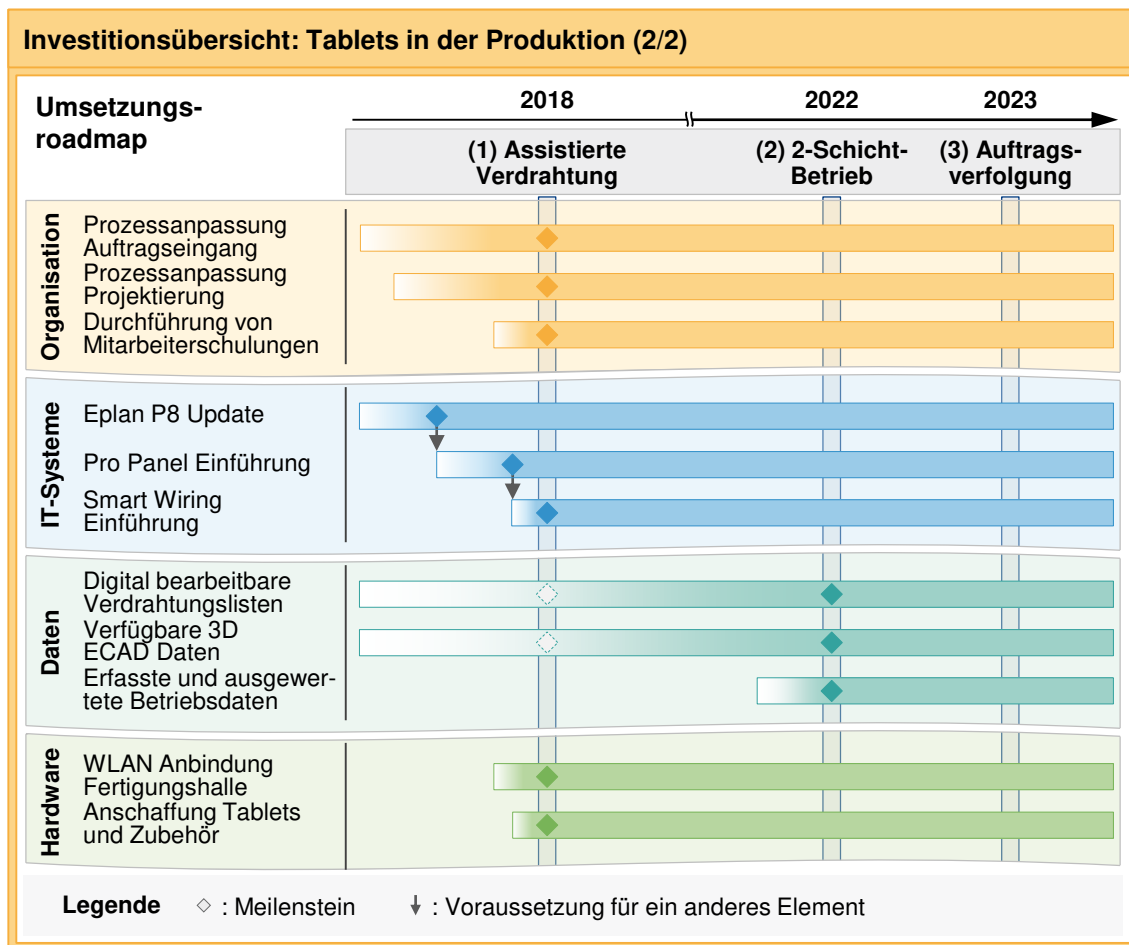 Investitionsübersicht: Tablets in der Produktion (2/2)
Umsetzungs-
roadmap
2018
2022
2023
(1) Assistierte
Verdrahtung
(2) 2-Schicht-
Betrieb
(3) Auftrags-
verfolgung
Organisation
Prozessanpassung
Auftragseingang
Prozessanpassung
Projektierung
Durchführung von
Mitarbeiterschulungen
IT-Systeme
Eplan P8 Update
Pro Panel Einführung
Smart Wiring
Einführung
Daten
Digital bearbeitbare
Verdrahtungslisten
Verfügbare 3D
ECAD Daten
Erfasste und ausgewer-
tete Betriebsdaten
Hardware
WLAN Anbindung
Fertigungshalle
Anschaffung Tablets
und Zubehör
Legende
: Meilenstein
: Voraussetzung für ein anderes Element